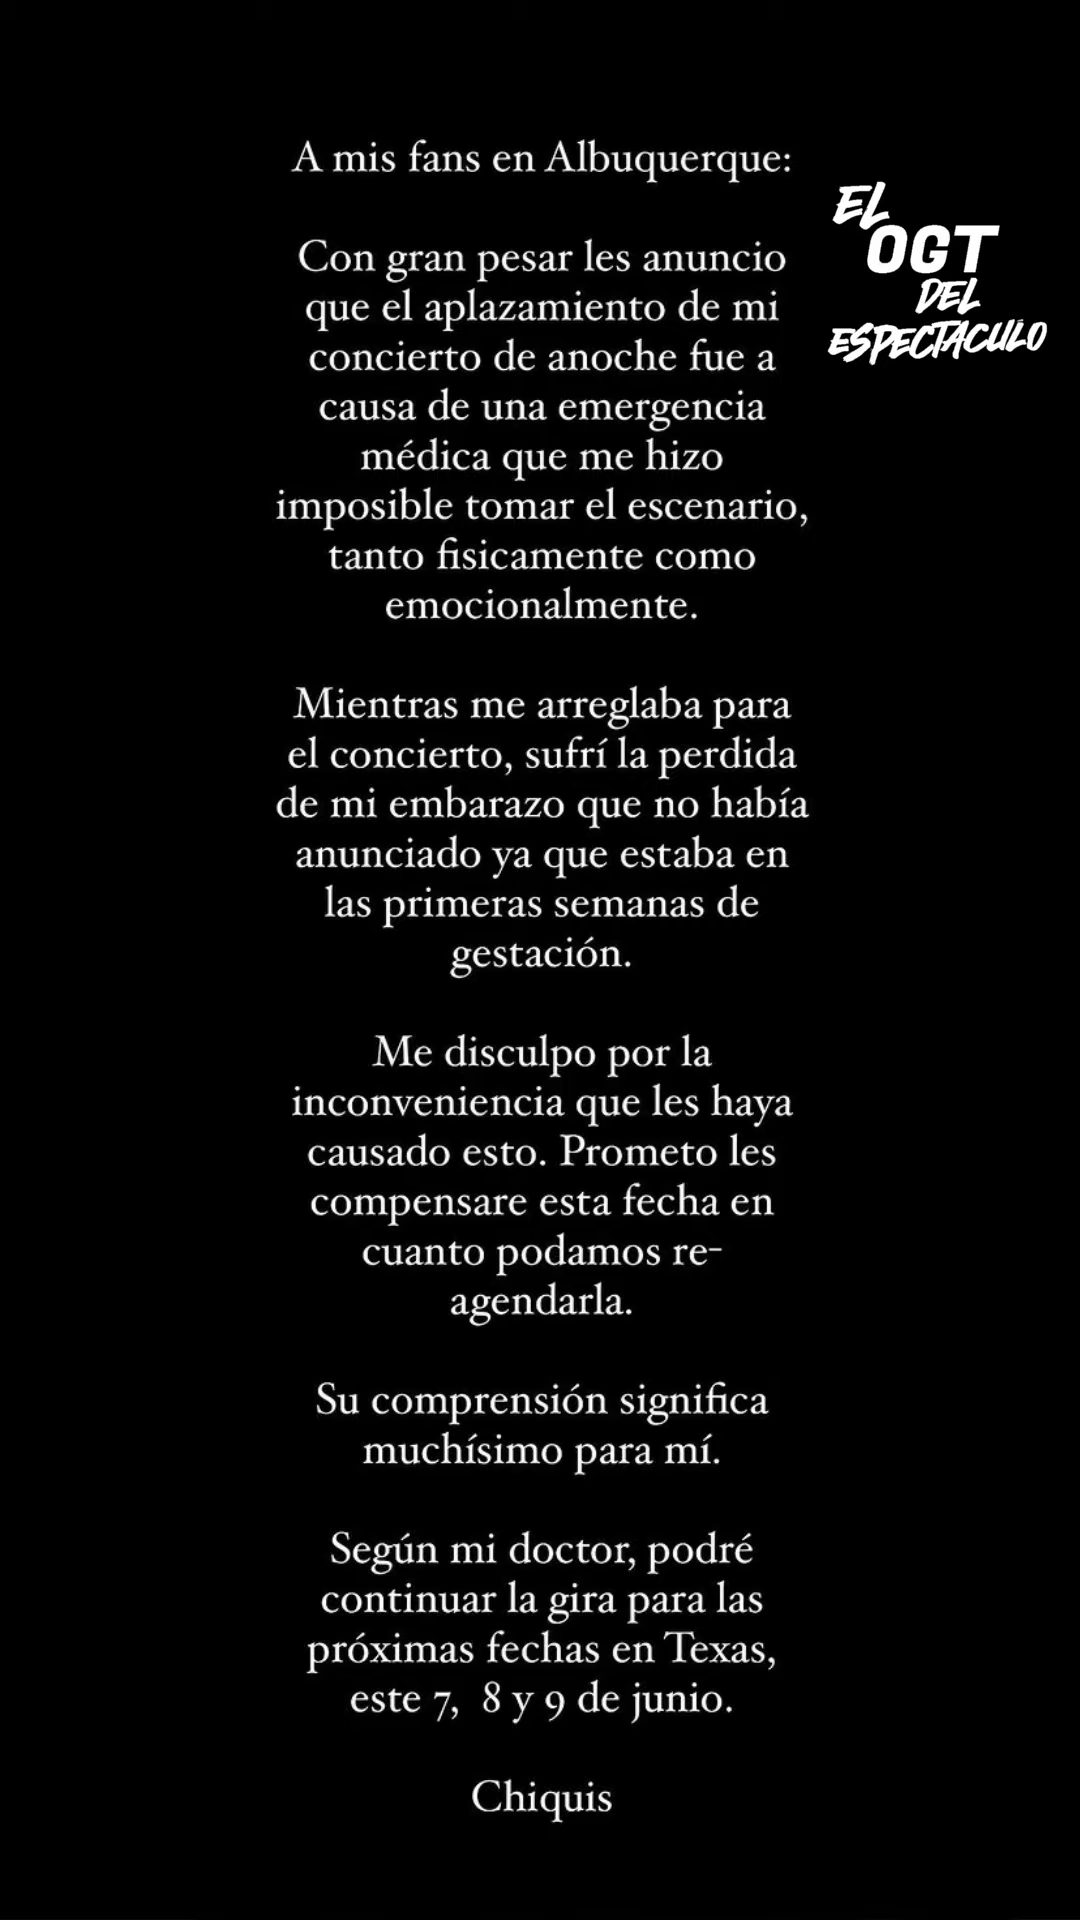 A mis fans en Albuquerque:
EL
OGT
DEL
ESPECTACULO
Con gran pesar les anuncio
que el aplazamiento de mi
concierto de anoche fue a
causa de una emergencia
médica que me hizo
imposible tomar el escenario,
tanto fisicamente como
emocionalmente.
Mientras me arreglaba para
el concierto, sufrí la perdida
de mi embarazo que no había
anunciado ya que estaba en
las primeras semanas de
gestación.
Me disculpo por la
inconveniencia que les haya
causado esto. Prometo les
compensare esta fecha en
cuanto podamos re-
agendarla.
Su comprensión significa
muchísimo para mí.
Según mi doctor, podré
continuar la gira para las
próximas fechas en Texas,
este 7,  8 y 9 de junio.
Chiquis